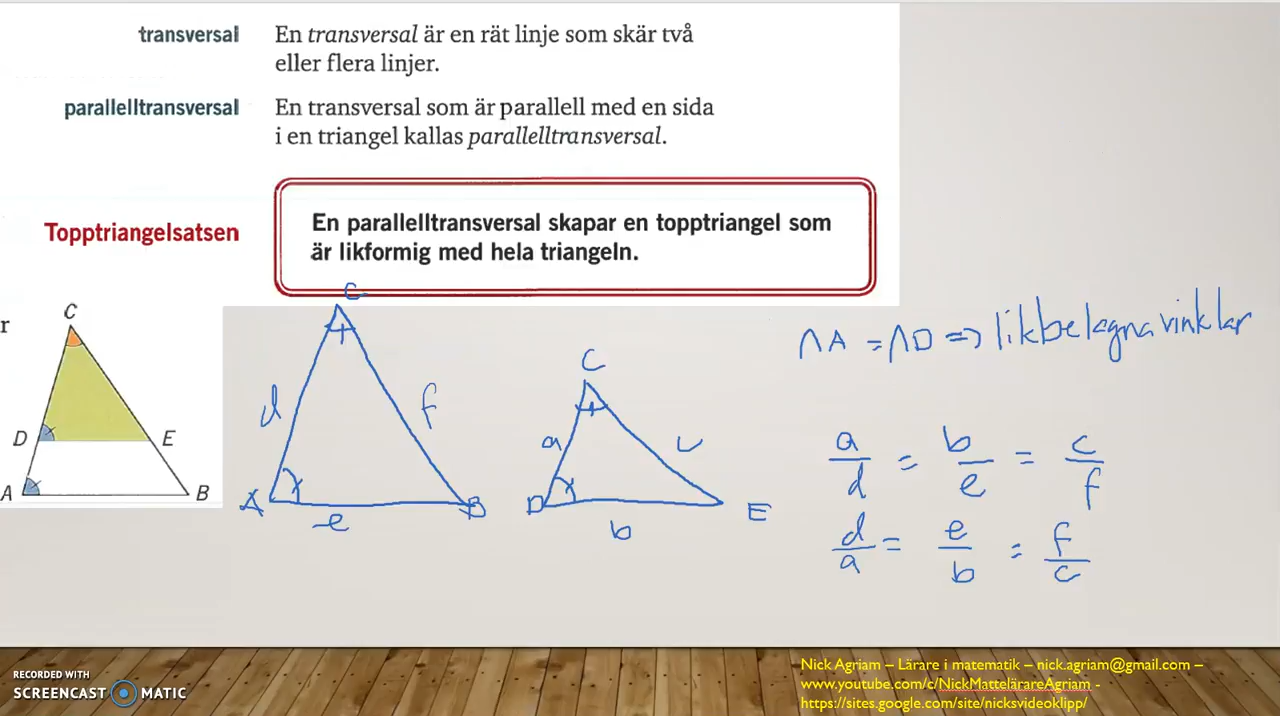 transversal En transversal är en rät linje som skär två
eller flera linjer.
parallelltransversal En transversal som är parallell med en sida
i en triangel kallas parallelltransversal.
Topptriangelsatsen
En parallelltransversal skapar en topptriangel som
är likformig med hela triangeln.
r
C
D E
A B
C
d f
A B
e
C
a c
D E
b
∧A = ∧D => likbelagna vinklar
a/d = b/e = c/f
d/a = e/b = f/c
RECORDED WITH
SCREENCAST MATIC
Nick Agriam – Lärare i matematik – nick.agriam@gmail.com –
www.youtube.com/c/NickMattelärareAgriam -
https://sites.google.com/site/nicksvideoklipp/